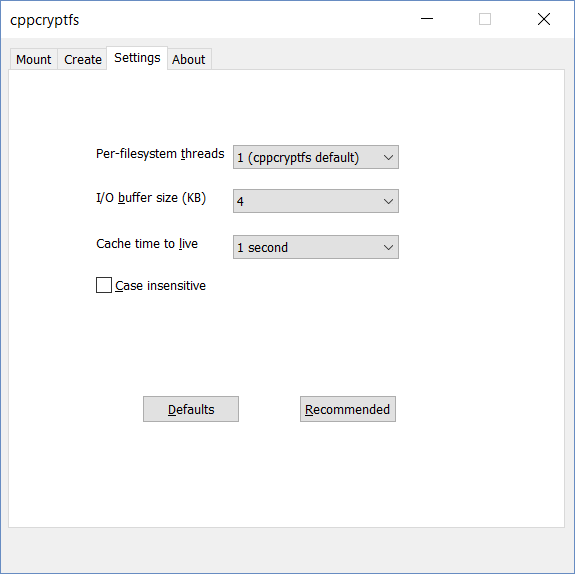 cppcryptfs
Mount Create Settings About
Per-filesystem threads 1 (cppcryptfs default)
I/O buffer size (KB) 4
Cache time to live 1 second
Case insensitive
Defaults Recommended